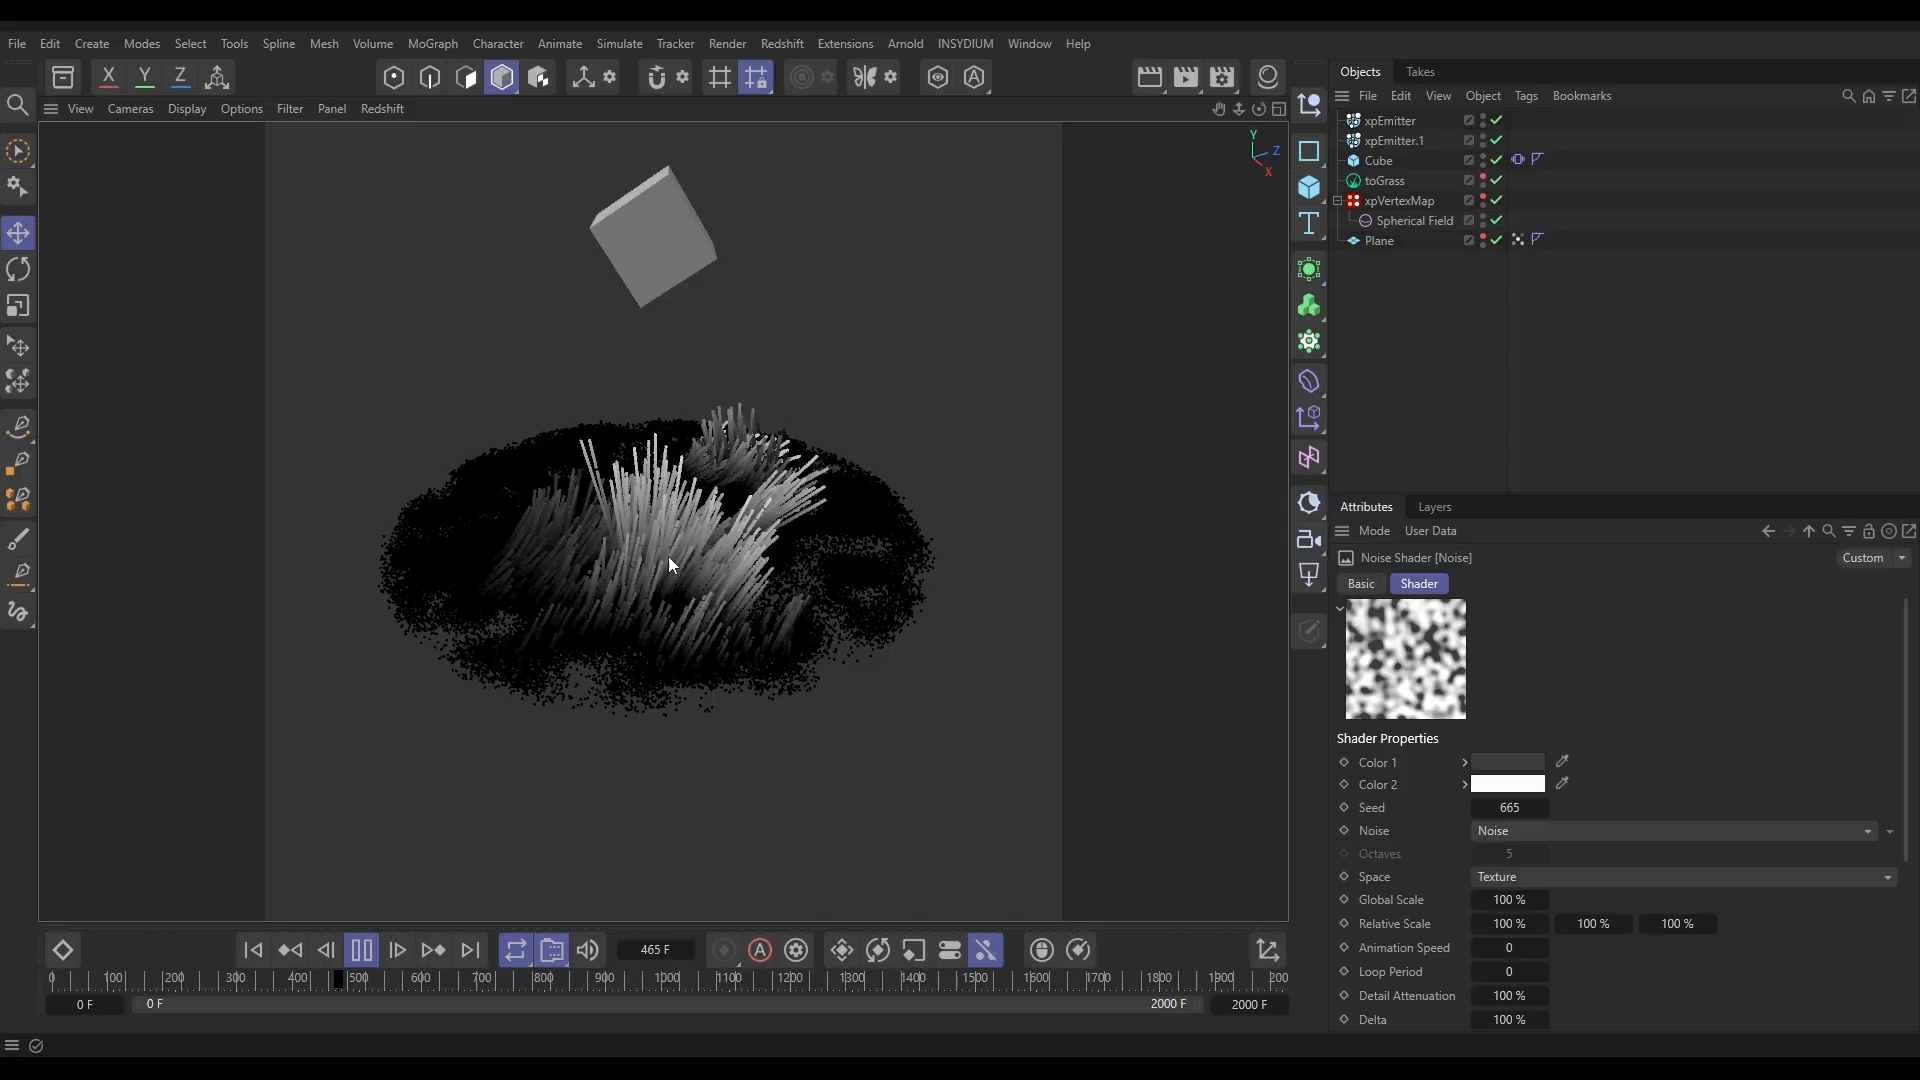 File Edit Create Modes Select Tools Spline Mesh Volume MoGraph Character Animate Simulate Tracker Render Redshift Extensions Arnold INSYDIUM Window Help
X Y Z
View Cameras Display Options Filter Panel Redshift
Y
Z
X
Objects Takes
File Edit View Object Tags Bookmarks
xpEmitter
xpEmitter.1
Cube
toGrass
xpVertexMap
Spherical Field
Plane
Attributes Layers
Mode User Data
Noise Shader [Noise] Custom
Basic Shader
Shader Properties
Color 1
Color 2
Seed 665
Noise Noise
Octaves 5
Space Texture
Global Scale 100 %
Relative Scale 100 % 100 % 100 %
Animation Speed 0
Loop Period 0
Detail Attenuation 100 %
Delta 100 %
465 F
0 100 200 300 400 500 600 700 800 900 1000 1100 1200 1300 1400 1500 1600 1700 1800 1900 200
0 F 0 F 2000 F 2000 F